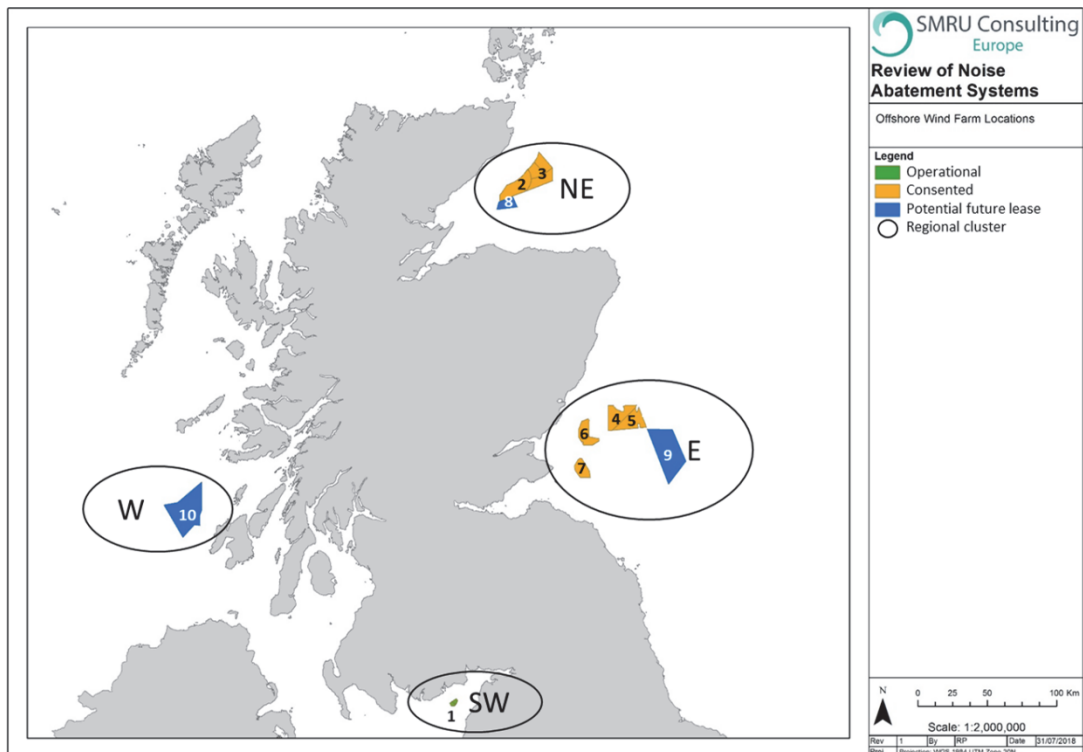 SMRU Consulting
Europe
Review of Noise
Abatement Systems
Offshore Wind Farm Locations
Legend
Operational
Consented
Potential future lease
Regional cluster
3
2
NE
8
4 5
6
E
9
7
W
10
SW
1
N
0 25 50 100 Km
Scale: 1:2,000,000
Rev 1 By RP Date 31/07/2018